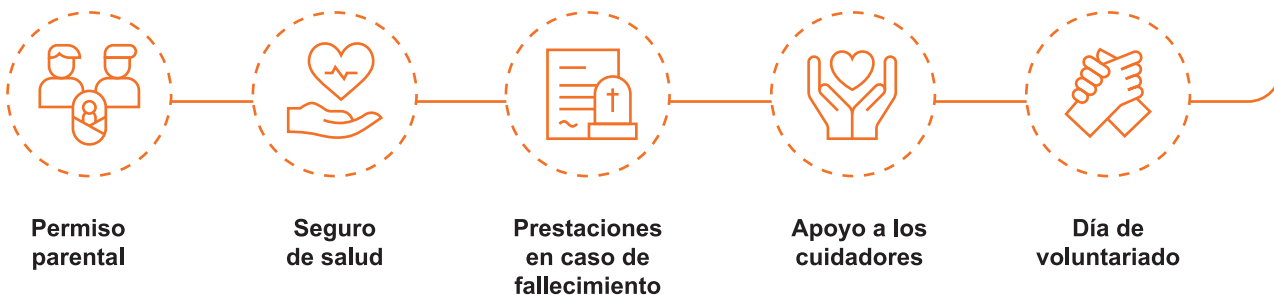 Permiso
parental
Seguro
de salud
Prestaciones
en caso de
fallecimiento
Apoyo a los
cuidadores
Día de
voluntariado